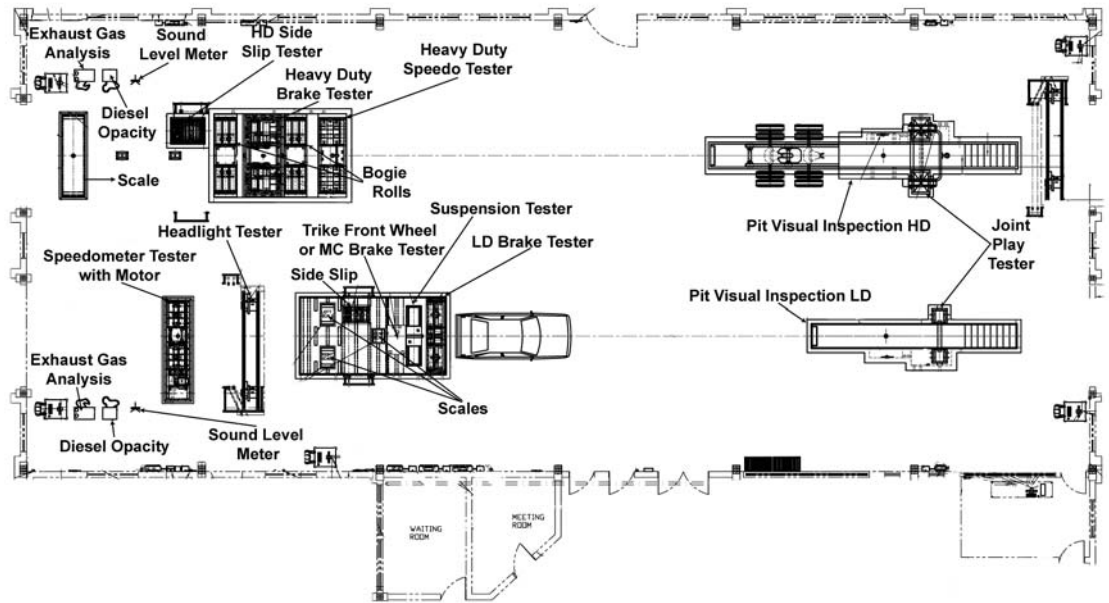 Exhaust Gas
Analysis
Sound
Level Meter
HD Side
Slip Tester
Heavy Duty
Speedo Tester
Heavy Duty
Brake Tester
Diesel
Opacity
Scale
Bogie
Rolls
Pit Visual Inspection HD
Joint
Play
Tester
Headlight Tester
Suspension Tester
Trike Front Wheel
or MC Brake Tester
LD Brake Tester
Speedometer Tester
with Motor
Side Slip
Pit Visual Inspection LD
Exhaust Gas
Analysis
Scales
Diesel Opacity
Sound Level
Meter
WAITING
ROOM
MEETING
ROOM